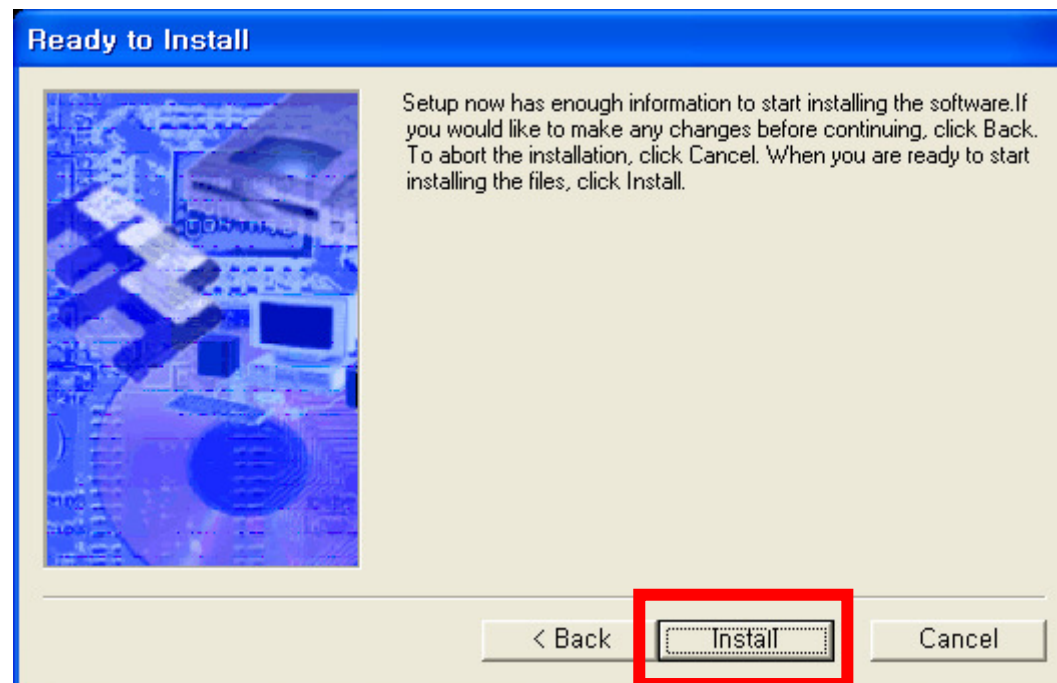 Ready to Install
Setup now has enough information to start installing the software.If
you would like to make any changes before continuing, click Back.
To abort the installation, click Cancel. When you are ready to start
installing the files, click Install.
< Back Install Cancel